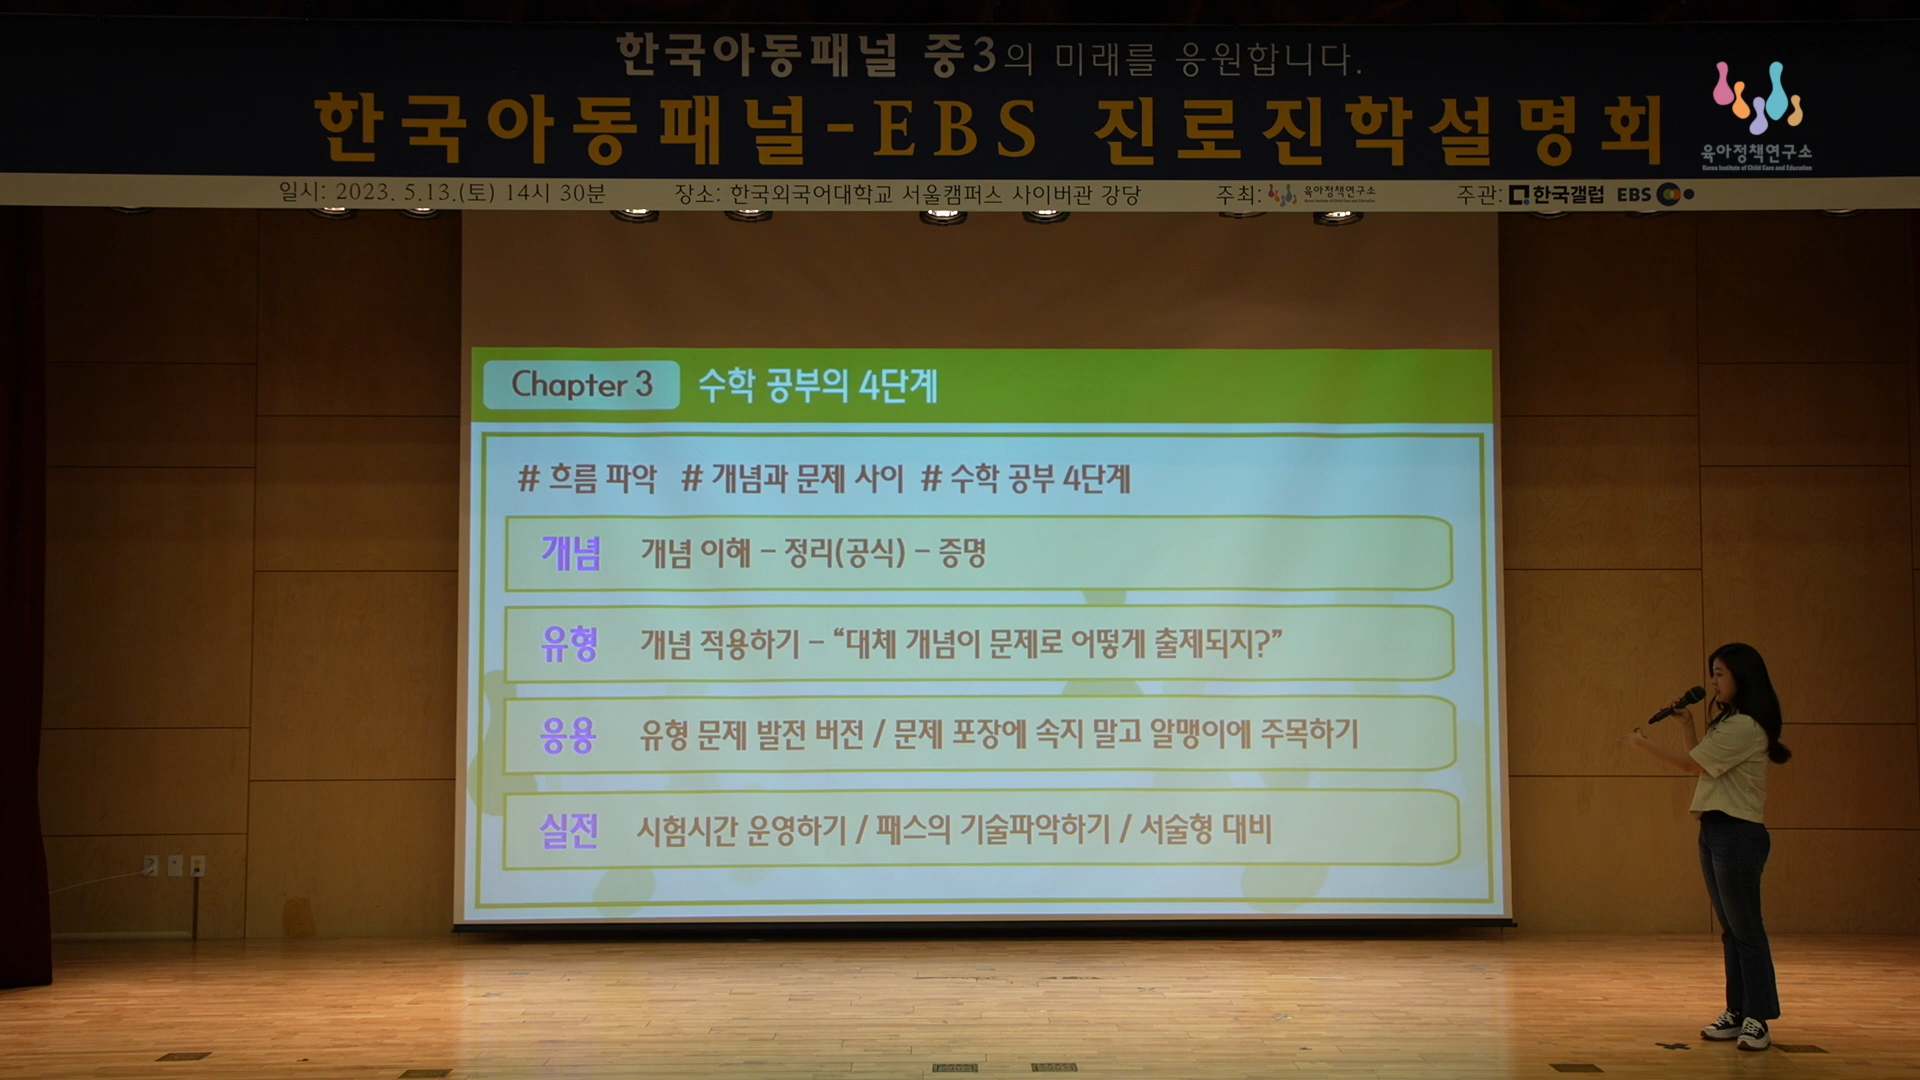 한국아동패널 중3의 미래를 응원합니다.
한국아동패널-EBS 진로진학설명회
육아정책연구소
Korea Institute of Child Care and Education
일시: 2023. 5.13.(토) 14시 30분 장소: 한국외국어대학교 서울캠퍼스 사이버관 강당 주최: 육아정책연구소 주관: 한국갤럽 EBS
Chapter 3 수학 공부의 4단계
# 흐름 파악 # 개념과 문제 사이 # 수학 공부 4단계
개념 개념 이해 - 정리(공식) - 증명
유형 개념 적용하기 - “대체 개념이 문제로 어떻게 출제되지?”
응용 유형 문제 발전 버전 / 문제 포장에 속지 말고 알맹이에 주목하기
실전 시험시간 운영하기 / 패스의 기술파악하기 / 서술형 대비